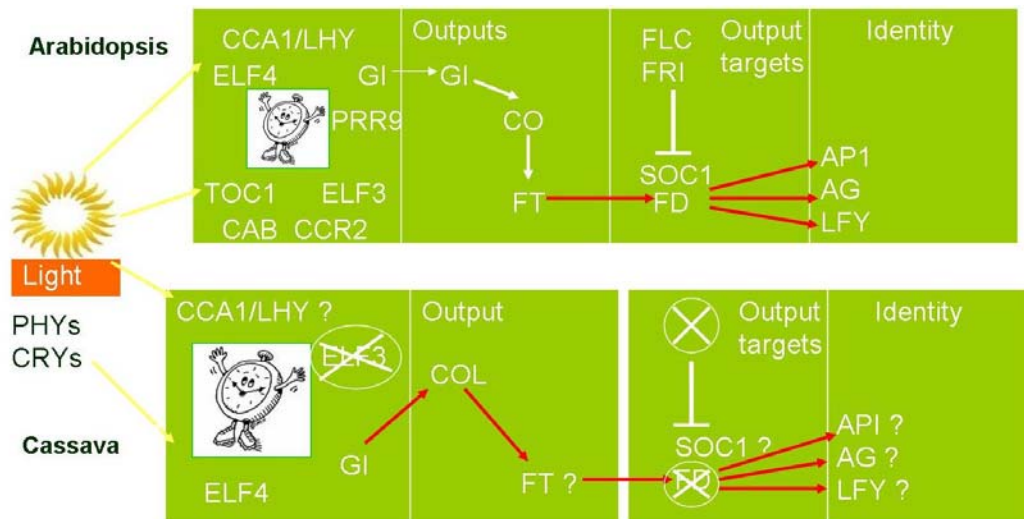 Arabidopsis
CCA1/LHY
ELF4
GI
PRR9
TOC1
ELF3
CAB CCR2
Outputs
GI
CO
FT
FLC
FRI
Output
targets
SOC1
FD
Identity
AP1
AG
LFY
Light
PHYs
CRYs
Cassava
CCA1/LHY ?
ELF3
GI
ELF4
Output
COL
FT ?
Output
targets
SOC1 ?
FD
Identity
API ?
AG ?
LFY ?